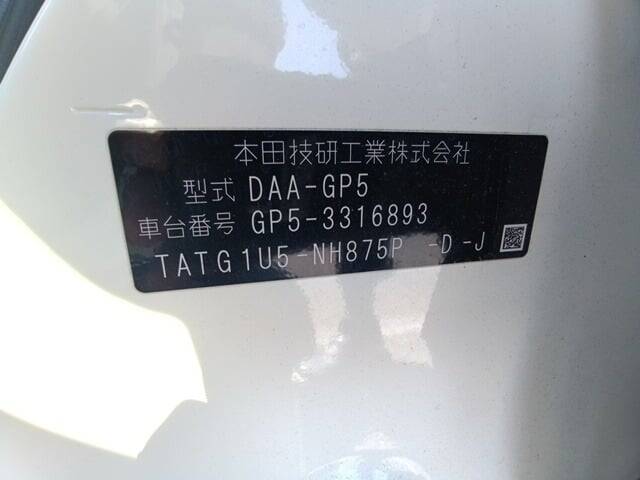 本田技研工業株式会社
型式 DAA-GP5
車台番号 GP5-3316893
TATG1U5-NH875P -D-J